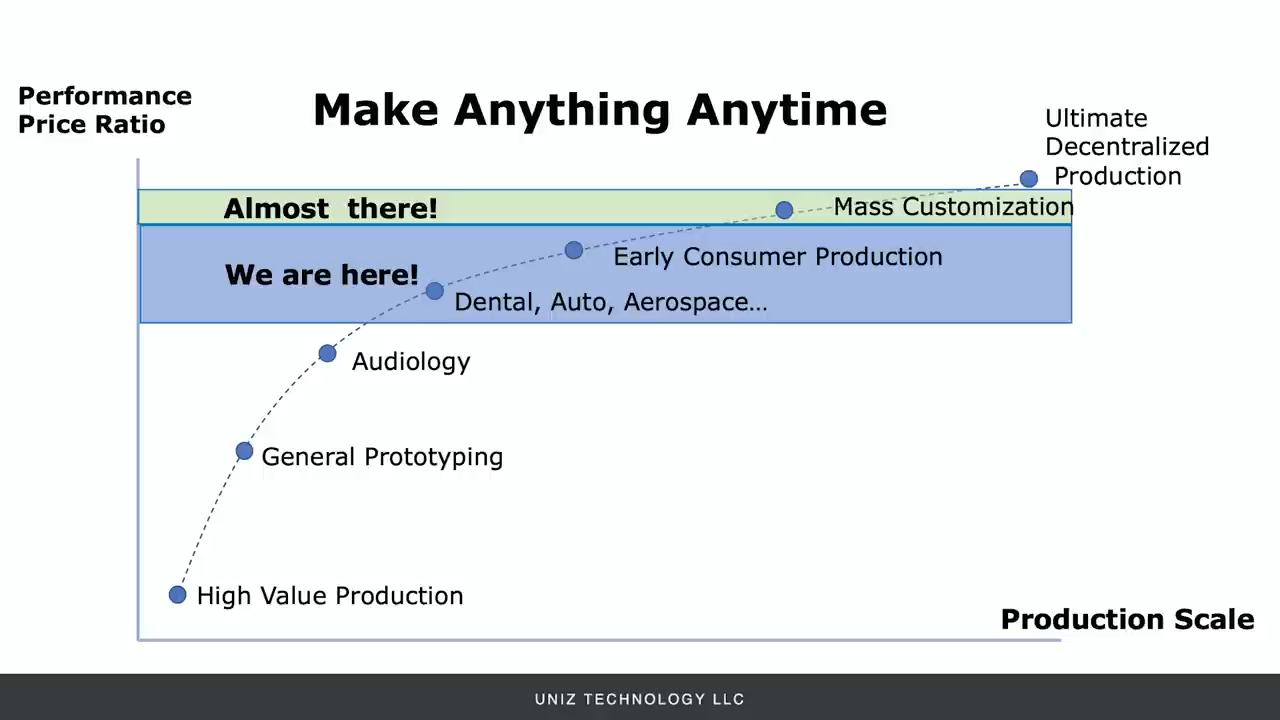 Performance
Price Ratio
Make Anything Anytime
Ultimate
Decentralized
Production
Almost  there!
Mass Customization
We are here!
Early Consumer Production
Dental, Auto, Aerospace…
Audiology
General Prototyping
High Value Production
Production Scale
UNIZ TECHNOLOGY LLC